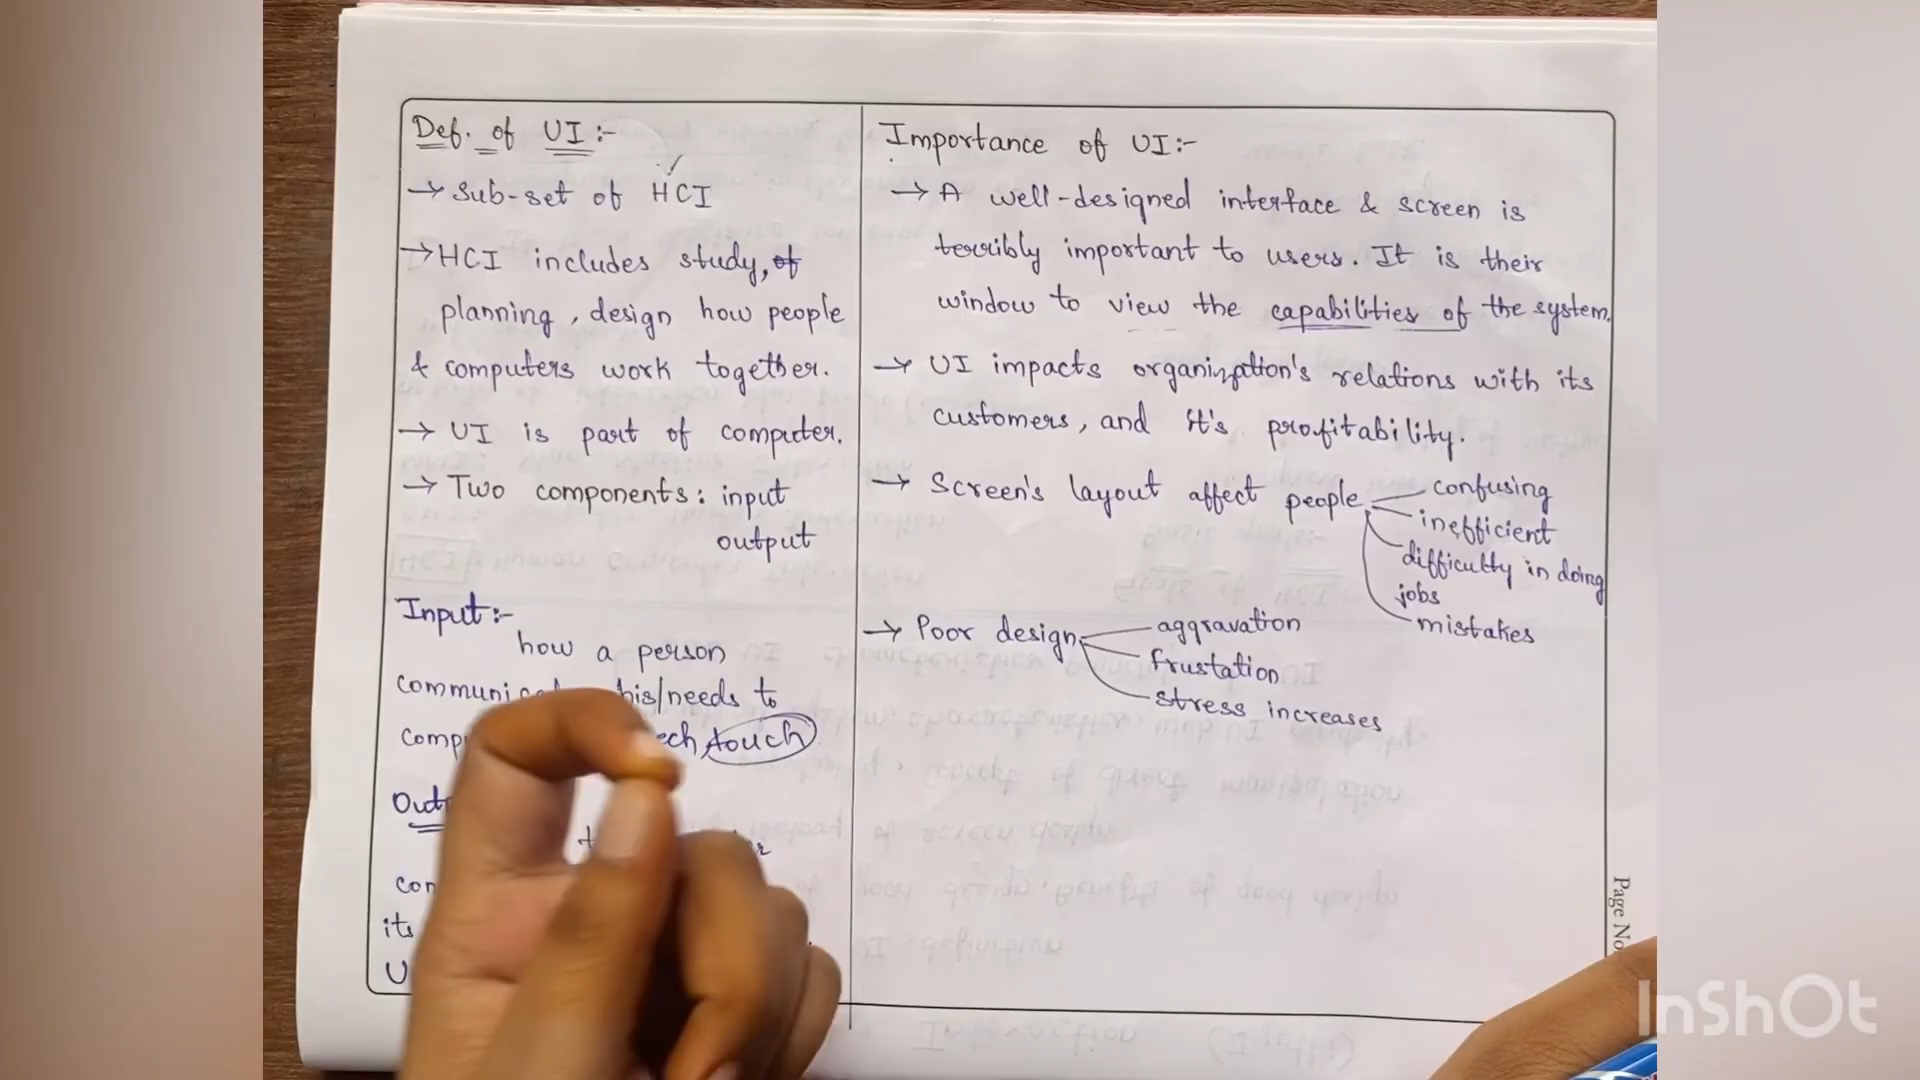 Def. of UI:-
→ Sub-set of HCI
→ HCI includes study, of
planning, design how people
& computers work together.
→ UI is part of computer.
→ Two components: input
output
Input:-
how a person
his/needs to
touch
its
U
Importance of UI:-
→ A well-designed interface & screen is
terribly important to users. It is their
window to view the capabilities of the system.
→ UI impacts organization's relations with its
customers, and it's profitability.
→ Screen's layout affect people
confusing
inefficient
difficulty in doing
jobs
mistakes
→ Poor design
aggravation
frustation
stress increases
Page No
InShOt